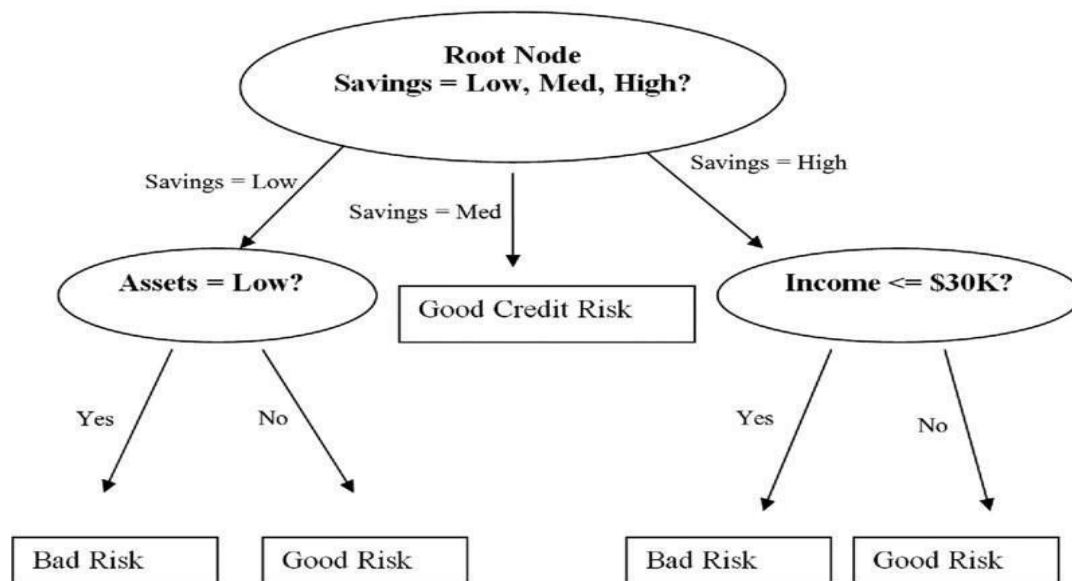 Root Node
Savings = Low, Med, High?
Savings = Low
Savings = Med
Savings = High
Assets = Low?
Good Credit Risk
Income <= $30K?
Yes
No
Yes
No
Bad Risk
Good Risk
Bad Risk
Good Risk